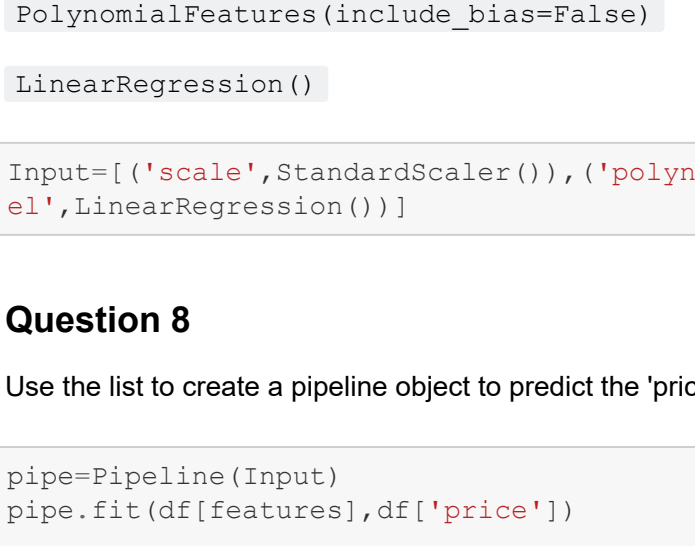 PolynomialFeatures(include_bias=False)
LinearRegression()
Input=[('scale',StandardScaler()),('polyn
el',LinearRegression())]
Question 8
Use the list to create a pipeline object to predict the 'pric
pipe=Pipeline(Input)
pipe.fit(df[features],df['price'])